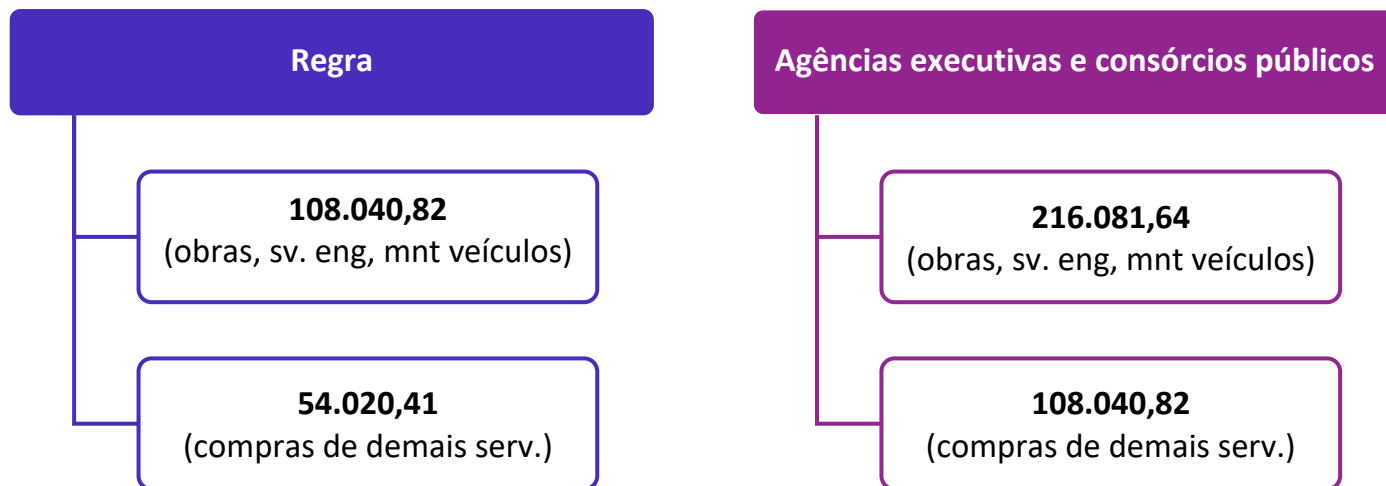 Regra
108.040,82
(obras, sv. eng, mnt veículos)
54.020,41
(compras de demais serv.)
Agências executivas e consórcios públicos
216.081,64
(obras, sv. eng, mnt veículos)
108.040,82
(compras de demais serv.)